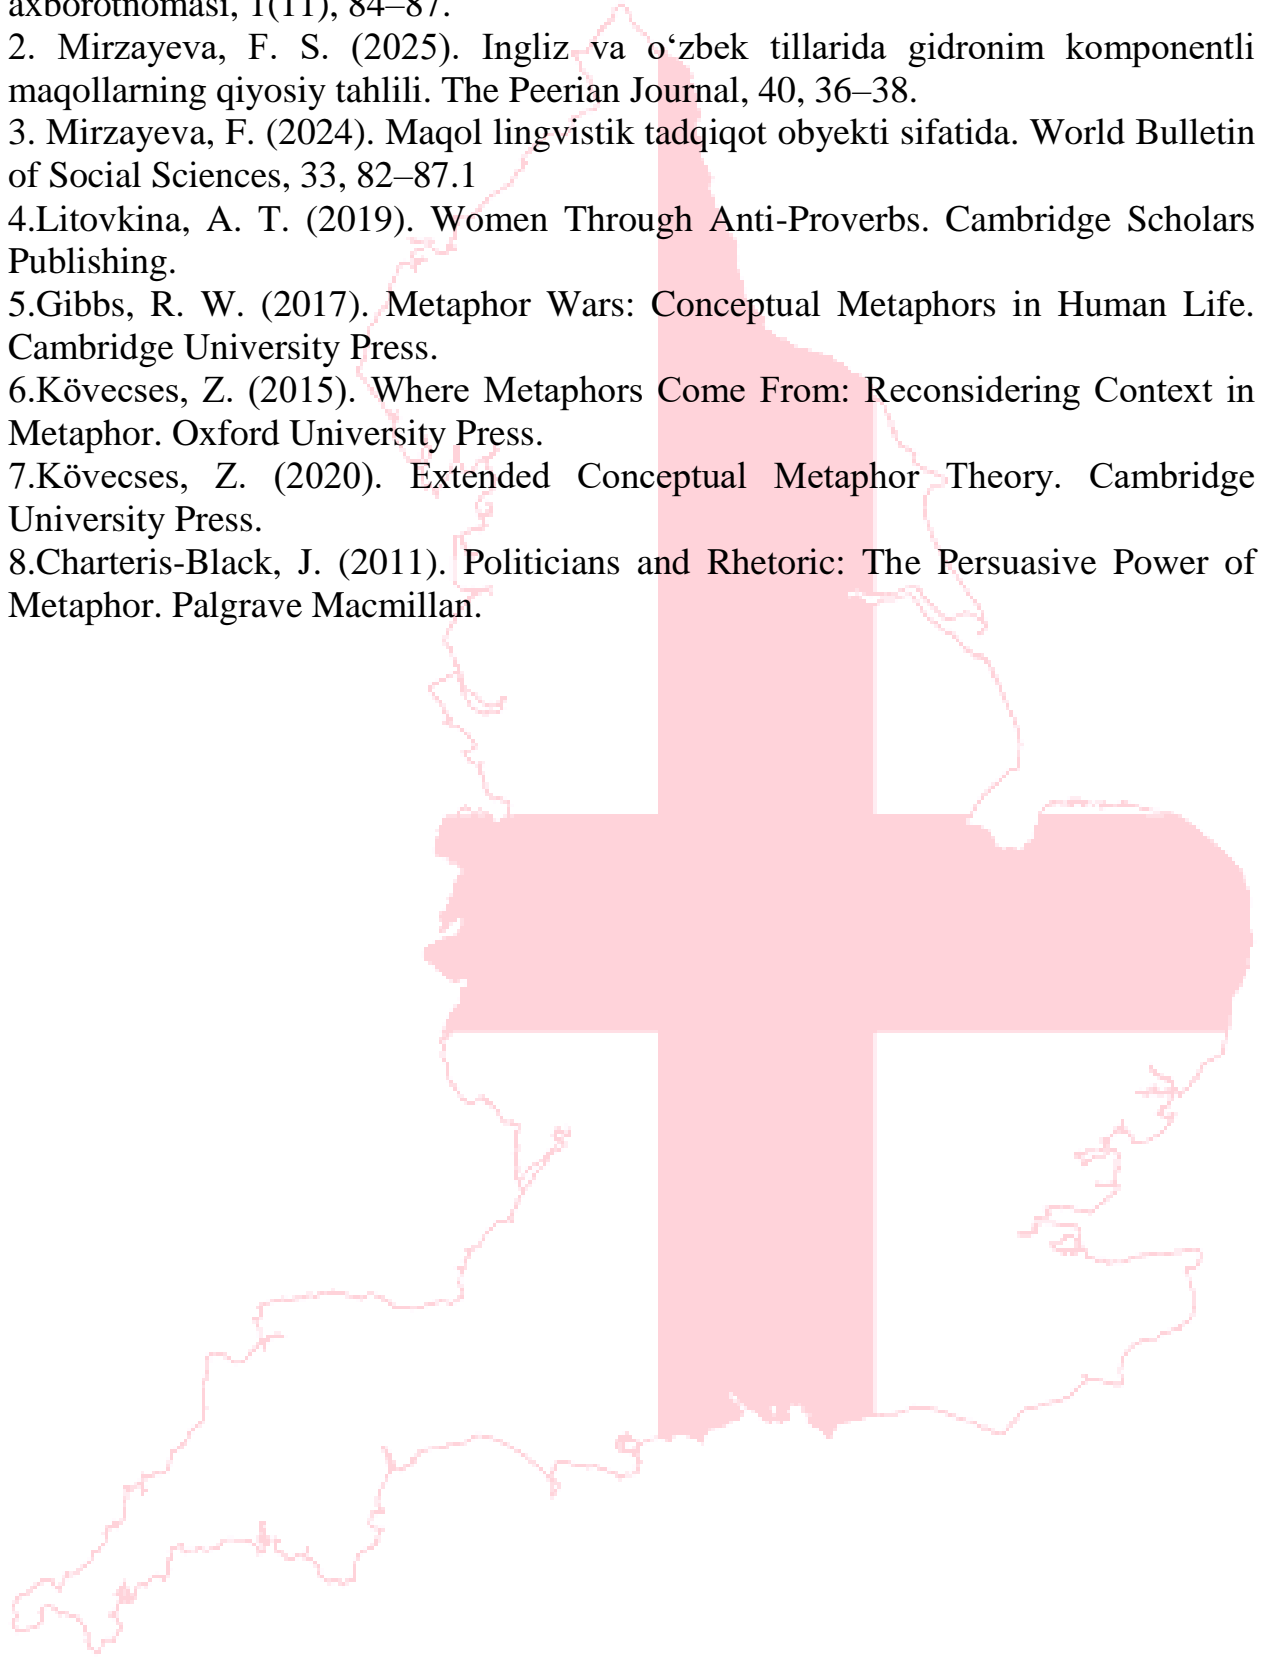 axborotnomasi, 1(11), 84–87.
2. Mirzayeva, F. S. (2025). Ingliz va o‘zbek tillarida gidronim komponentli
maqollarning qiyosiy tahlili. The Peerian Journal, 40, 36–38.
3. Mirzayeva, F. (2024). Maqol lingvistik tadqiqot obyekti sifatida. World Bulletin
of Social Sciences, 33, 82–87.1
4.Litovkina, A. T. (2019). Women Through Anti-Proverbs. Cambridge Scholars
Publishing.
5.Gibbs, R. W. (2017). Metaphor Wars: Conceptual Metaphors in Human Life.
Cambridge University Press.
6.Kövecses, Z. (2015). Where Metaphors Come From: Reconsidering Context in
Metaphor. Oxford University Press.
7.Kövecses, Z. (2020). Extended Conceptual Metaphor Theory. Cambridge
University Press.
8.Charteris-Black, J. (2011). Politicians and Rhetoric: The Persuasive Power of
Metaphor. Palgrave Macmillan.